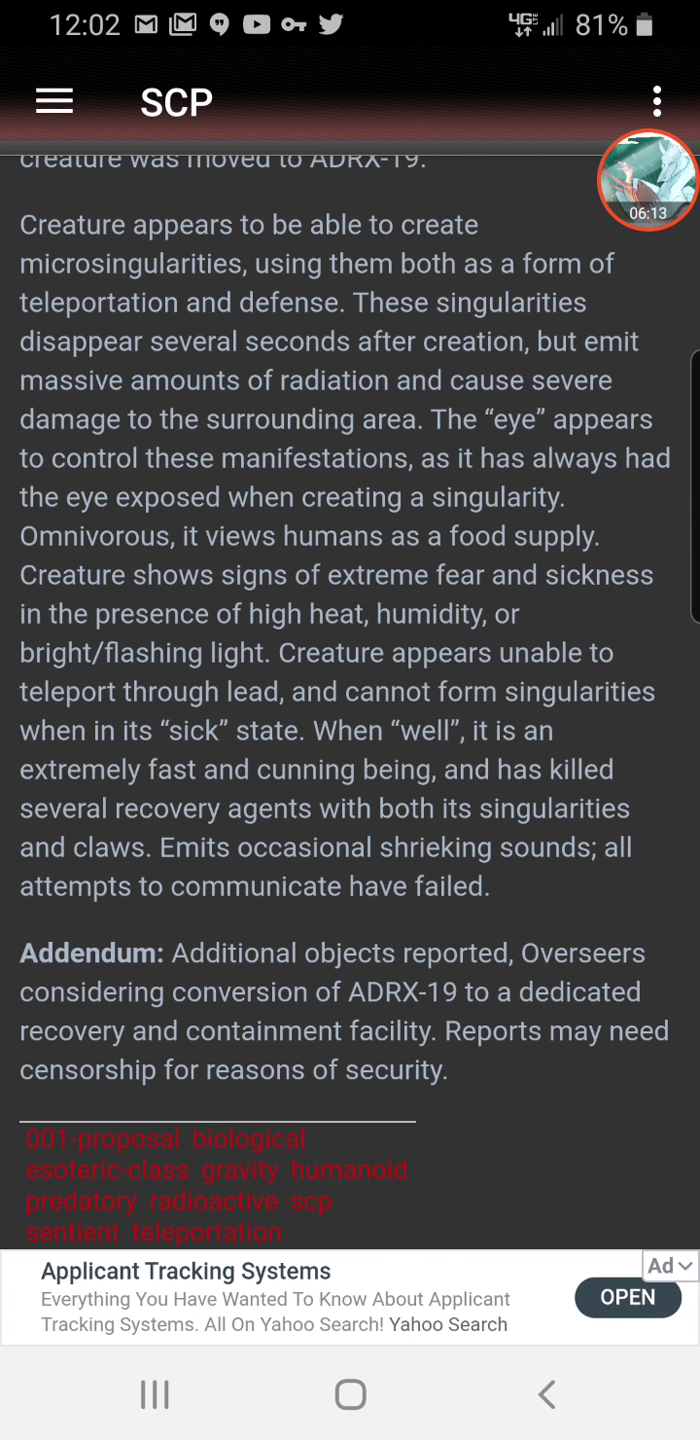 12:02
4GE 81%
SCP
creature was moved to ADRX-19.
06:13
Creature appears to be able to create
microsingularities, using them both as a form of
teleportation and defense. These singularities
disappear several seconds after creation, but emit
massive amounts of radiation and cause severe
damage to the surrounding area. The “eye” appears
to control these manifestations, as it has always had
the eye exposed when creating a singularity.
Omnivorous, it views humans as a food supply.
Creature shows signs of extreme fear and sickness
in the presence of high heat, humidity, or
bright/flashing light. Creature appears unable to
teleport through lead, and cannot form singularities
when in its “sick” state. When “well”, it is an
extremely fast and cunning being, and has killed
several recovery agents with both its singularities
and claws. Emits occasional shrieking sounds; all
attempts to communicate have failed.
Addendum: Additional objects reported, Overseers
considering conversion of ADRX-19 to a dedicated
recovery and containment facility. Reports may need
censorship for reasons of security.
001-proposal biological
esoteric-class gravity humanoid
predatory radioactive scp
sentient teleportation
Ad
Applicant Tracking Systems
Everything You Have Wanted To Know About Applicant
Tracking Systems. All On Yahoo Search! Yahoo Search
OPEN